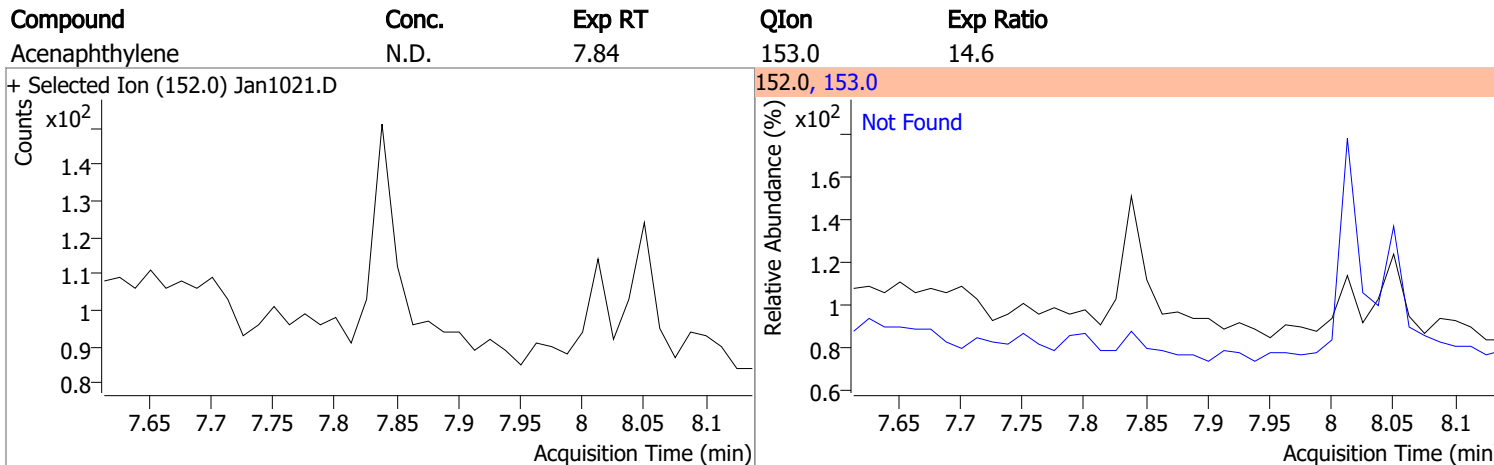 Compound Conc. Exp RT QIon Exp Ratio
Acenaphthylene N.D. 7.84 153.0 14.6
+ Selected Ion (152.0) Jan1021.D
Counts
x10²
1.4
1.3
1.2
1.1
1
0.9
0.8
7.65 7.7 7.75 7.8 7.85 7.9 7.95 8 8.05 8.1
Acquisition Time (min)
152.0, 153.0
Relative Abundance (%)
x10²
Not Found
1.6
1.4
1.2
1
0.8
0.6
7.65 7.7 7.75 7.8 7.85 7.9 7.95 8 8.05 8.1
Acquisition Time (min